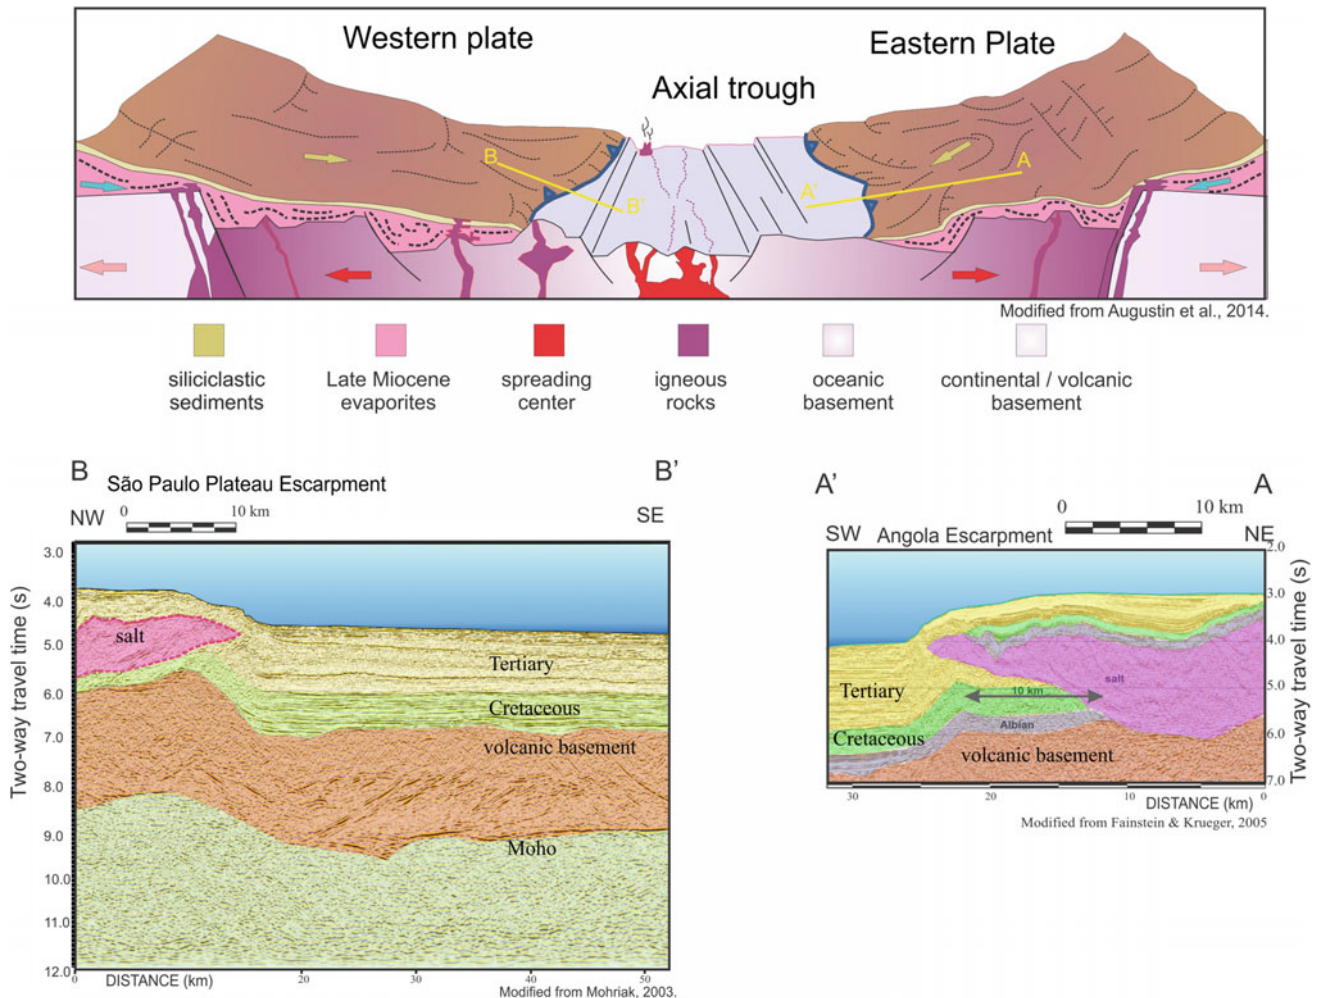 Western plate
Eastern Plate
Axial trough
B
B'
A'
A
Modified from Augustin et al., 2014.
siliciclastic
sediments
Late Miocene
evaporites
spreading
center
igneous
rocks
oceanic
basement
continental / volcanic
basement
B
B'
São Paulo Plateau Escarpment
0
10 km
NW
SE
Two-way travel time (s)
3.0
4.0
5.0
6.0
7.0
8.0
9.0
10.0
11.0
12.0
salt
Tertiary
Cretaceous
volcanic basement
Moho
0
20
30
40
50
DISTANCE (km)
Modified from Mohriak, 2003.
A'
A
0
10 km
SW
Angola Escarpment
NE
2.0
3.0
4.0
5.0
6.0
7.0
Two-way travel time (s)
salt
Tertiary
10 km
Albian
Cretaceous
volcanic basement
30
20
10
0
DISTANCE (km)
Modified from Fainstein & Krueger, 2005